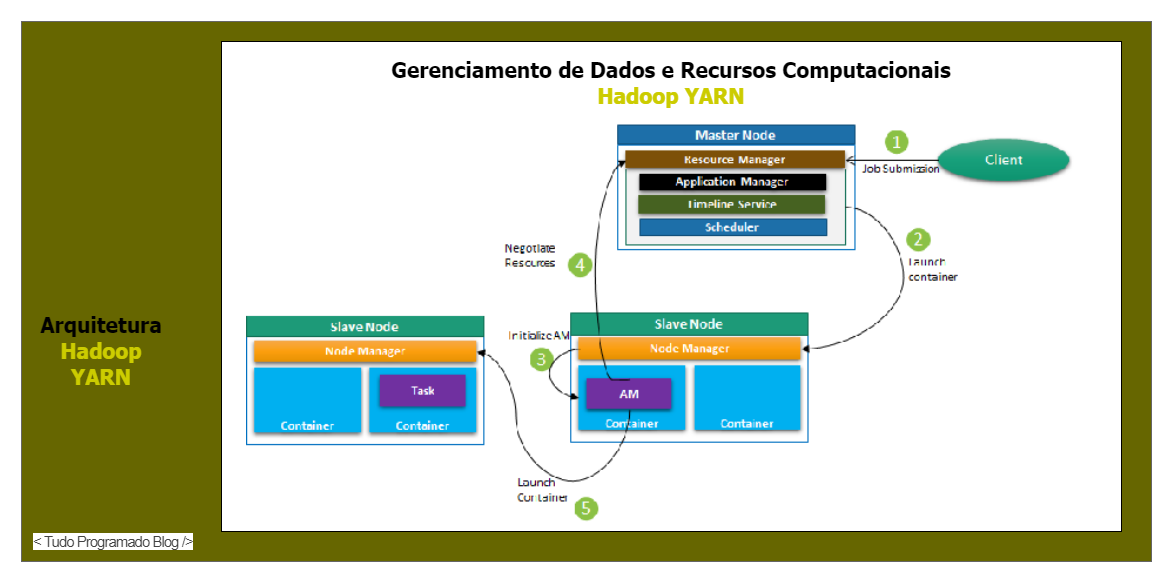 Gerenciamento de Dados e Recursos Computacionais
Hadoop YARN
Master Node
Resource Manager
Application Manager
Timeline Service
Scheduler
1
Job Submission
Client
2
Launch
container
Negotiate
Resources
4
Arquitetura
Hadoop
YARN
Slave Node
Node Manager
Task
Container
Container
Initialize AM
3
Slave Node
Node Manager
AM
Container
Container
Launch
Container
5
< Tudo Programado Blog />